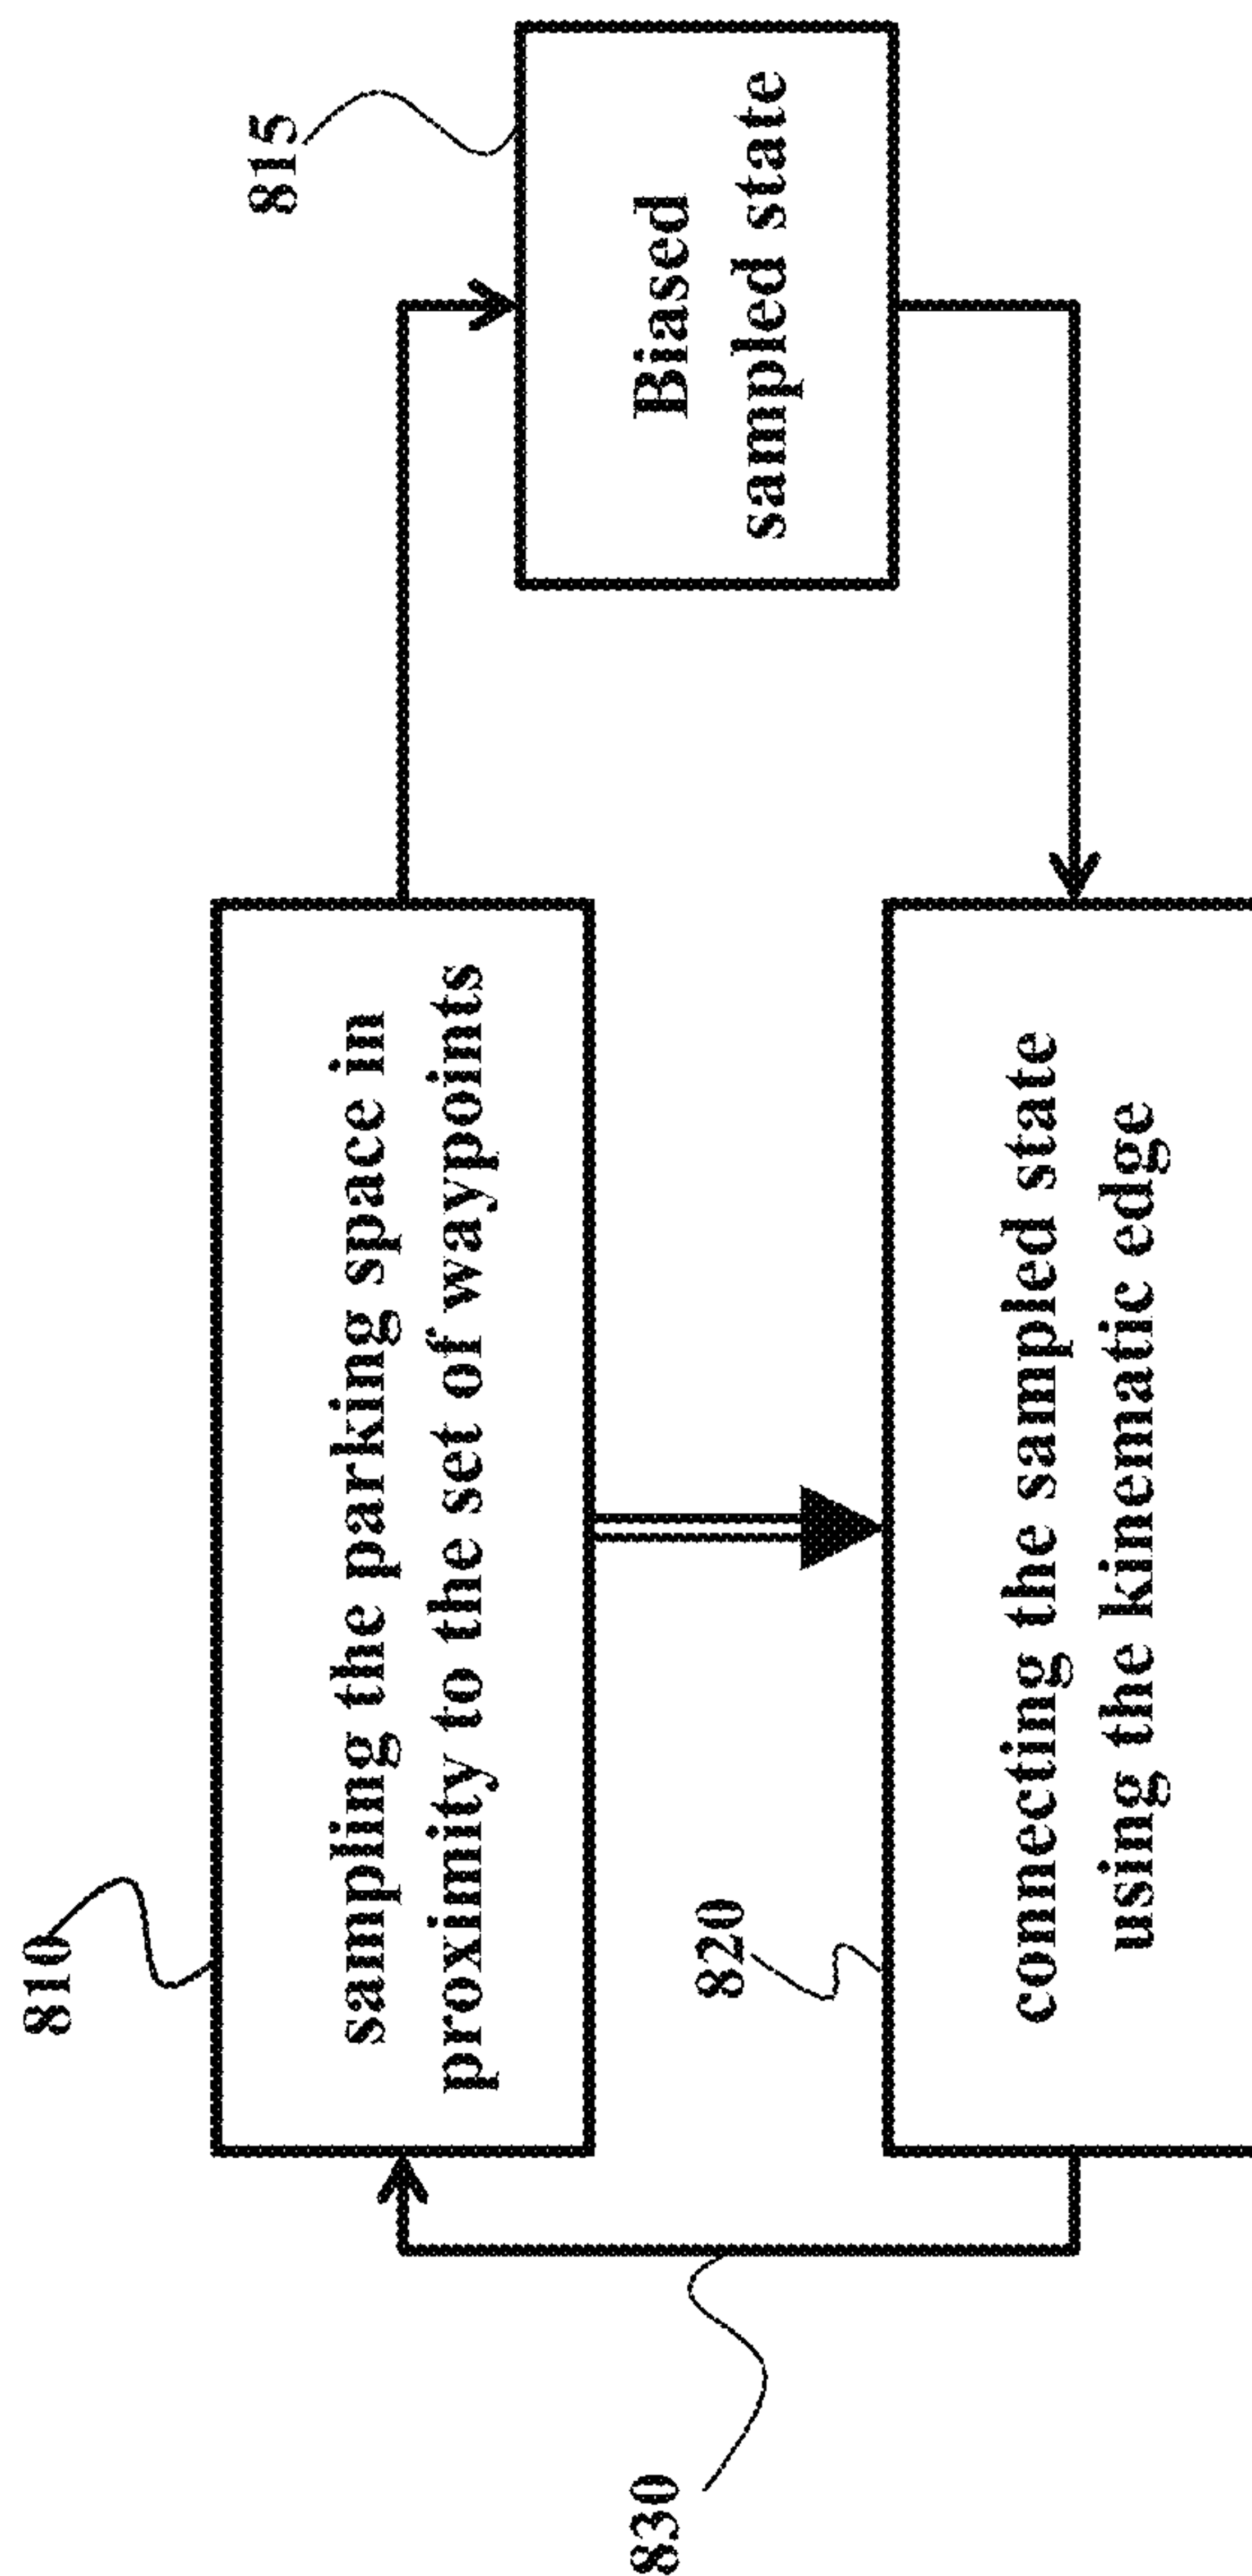 810
sampling the parking space in
proximity to the set of waypoints
815
Biased
sampled state
820
connecting the sampled state
using the kinematic edge
830